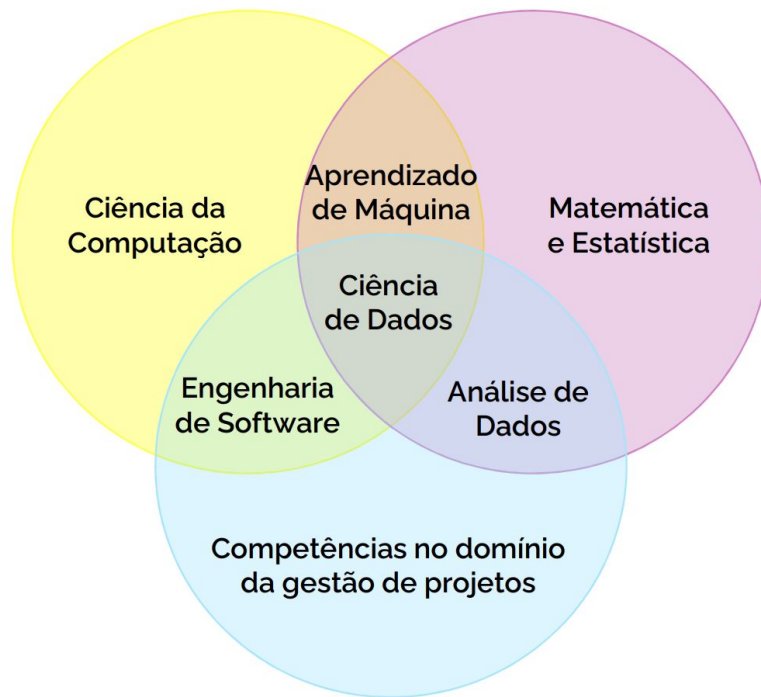 Aprendizado
de Máquina
Ciência da
Computação
Matemática
e Estatística
Ciência
de Dados
Engenharia
de Software
Análise de
Dados
Competências no domínio
da gestão de projetos